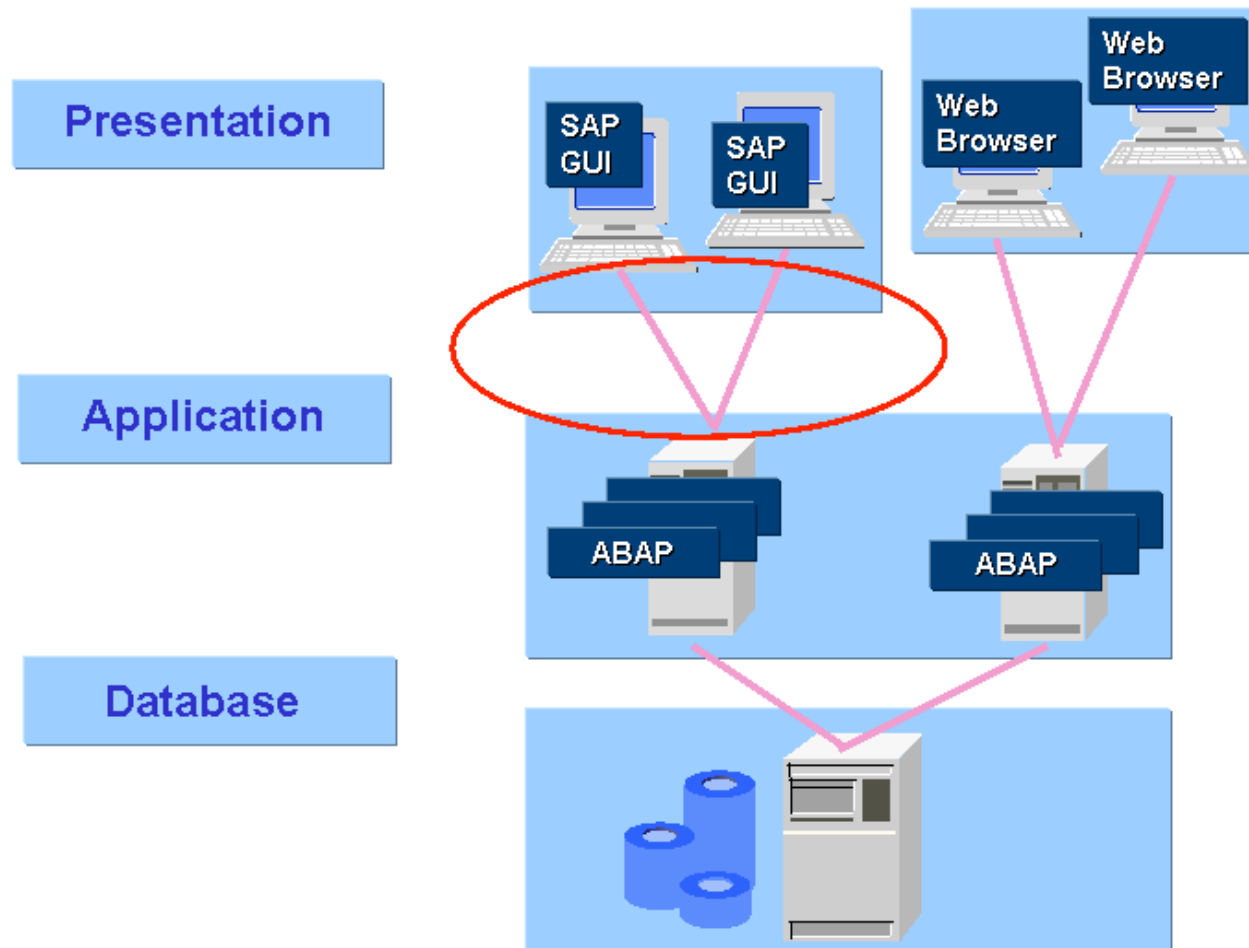 Presentation
SAP
GUI
SAP
GUI
Web
Browser
Web
Browser
Application
ABAP
ABAP
Database